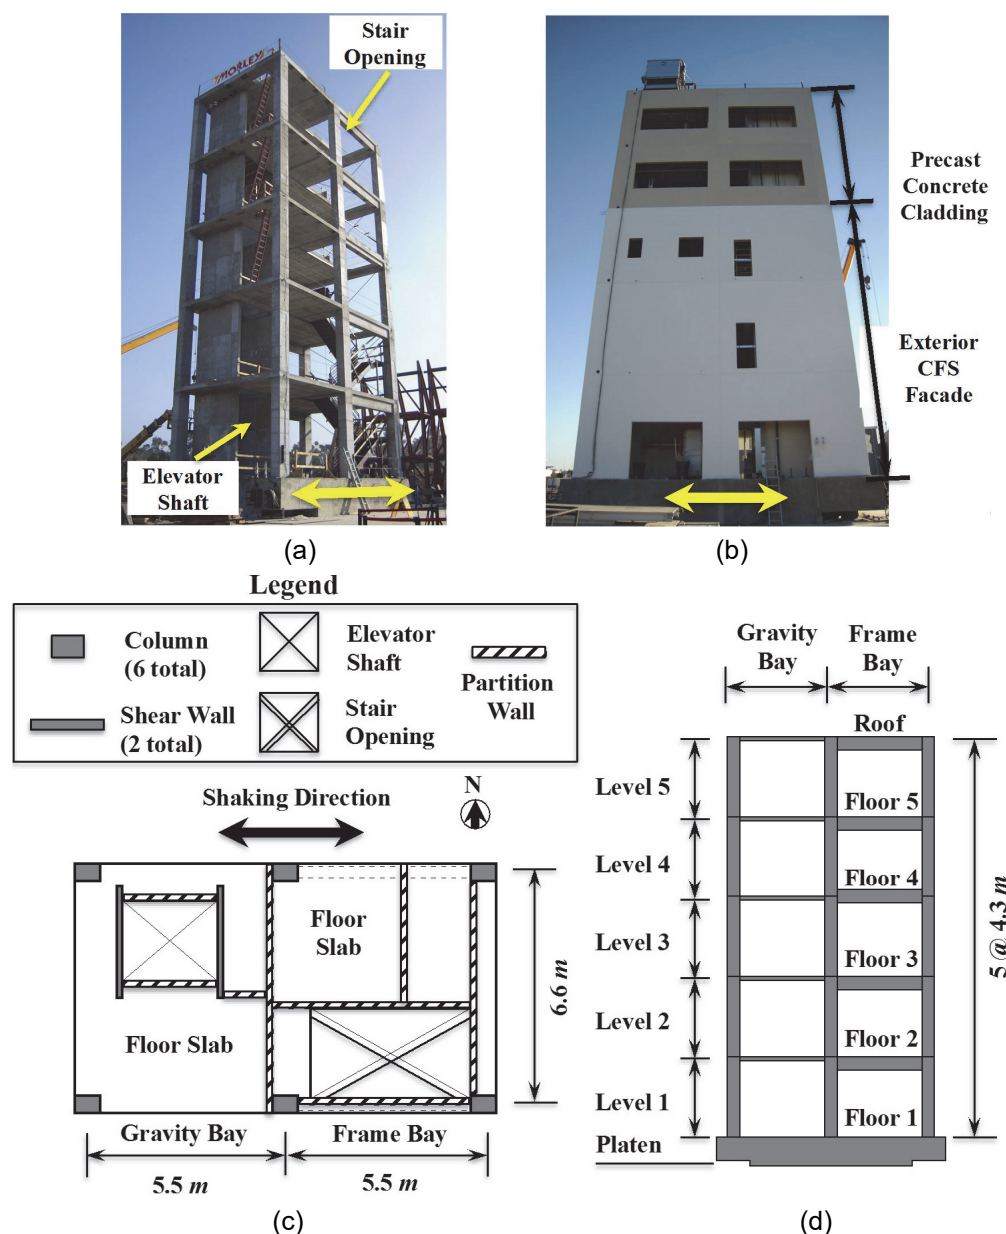 MORLEY
Stair
Opening
Elevator
Shaft
(a)
Precast
Concrete
Cladding
Exterior
CFS
Facade
(b)
Legend
Column
(6 total)
Elevator
Shaft
Partition
Wall
Shear Wall
(2 total)
Stair
Opening
Shaking Direction
N
Floor
Slab
Floor Slab
6.6 m
Gravity Bay
Frame Bay
5.5 m
5.5 m
(c)
Gravity
Bay
Frame
Bay
Roof
Level 5
Floor 5
Level 4
Floor 4
Level 3
Floor 3
Level 2
Floor 2
Level 1
Floor 1
Platen
5 @ 4.3 m
(d)